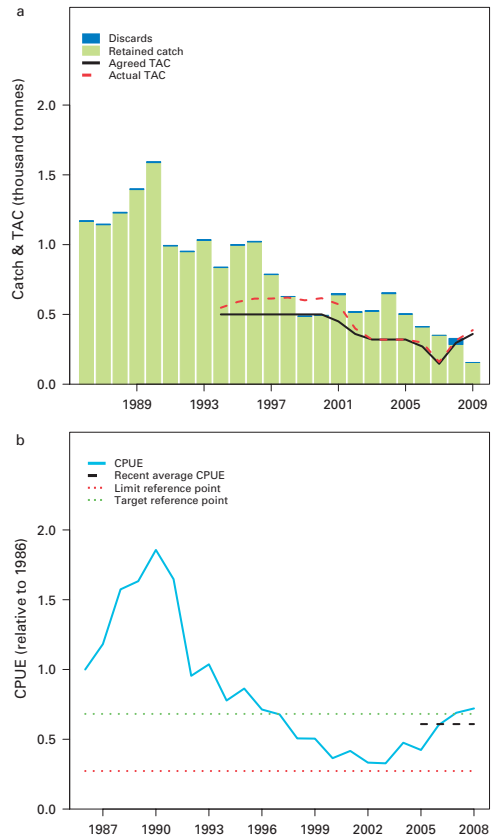 a
Discards
Retained catch
Agreed TAC
Actual TAC
Catch & TAC (thousand tonnes)
2.0
1.5
1.0
0.5
0.0
1989 1993 1997 2001 2005 2009
b
CPUE
Recent average CPUE
Limit reference point
Target reference point
CPUE (relative to 1986)
2.0
1.5
1.0
0.5
0.0
1987 1990 1993 1996 1999 2002 2005 2008